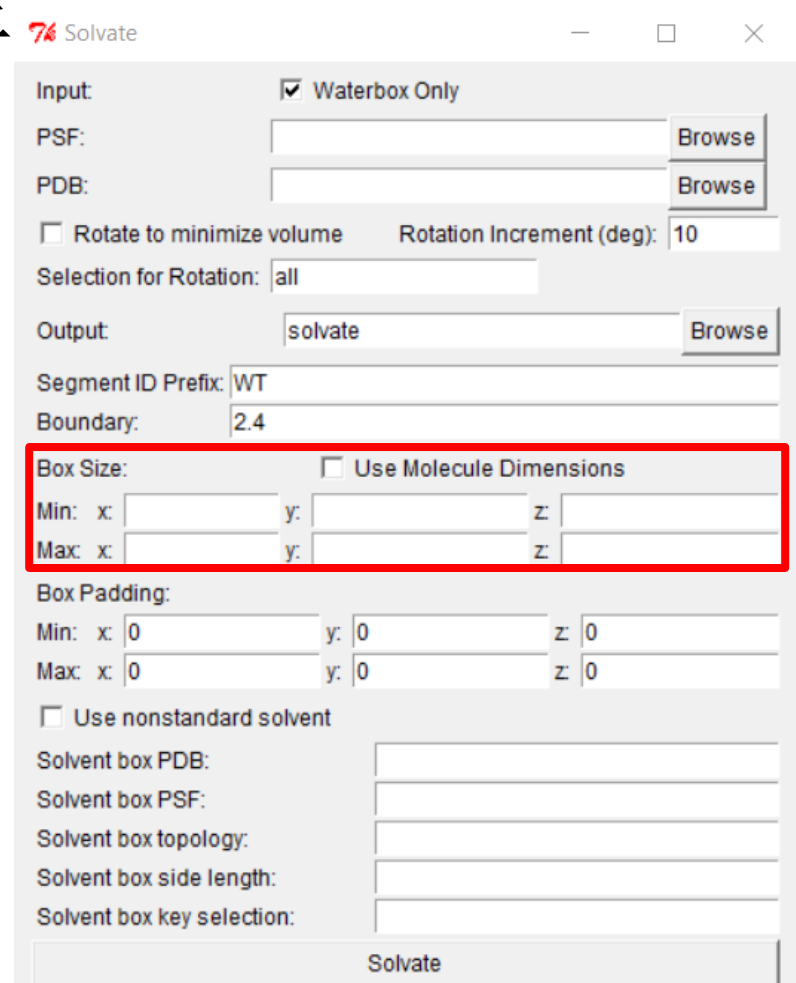 Solvate
Input: Waterbox Only
PSF: Browse
PDB: Browse
Rotate to minimize volume Rotation Increment (deg): 10
Selection for Rotation: all
Output: solvate Browse
Segment ID Prefix: WT
Boundary: 2.4
Box Size: Use Molecule Dimensions
Min: x: y: z:
Max: x: y: z:
Box Padding:
Min: x: 0 y: 0 z: 0
Max: x: 0 y: 0 z: 0
Use nonstandard solvent
Solvent box PDB:
Solvent box PSF:
Solvent box topology:
Solvent box side length:
Solvent box key selection:
Solvate